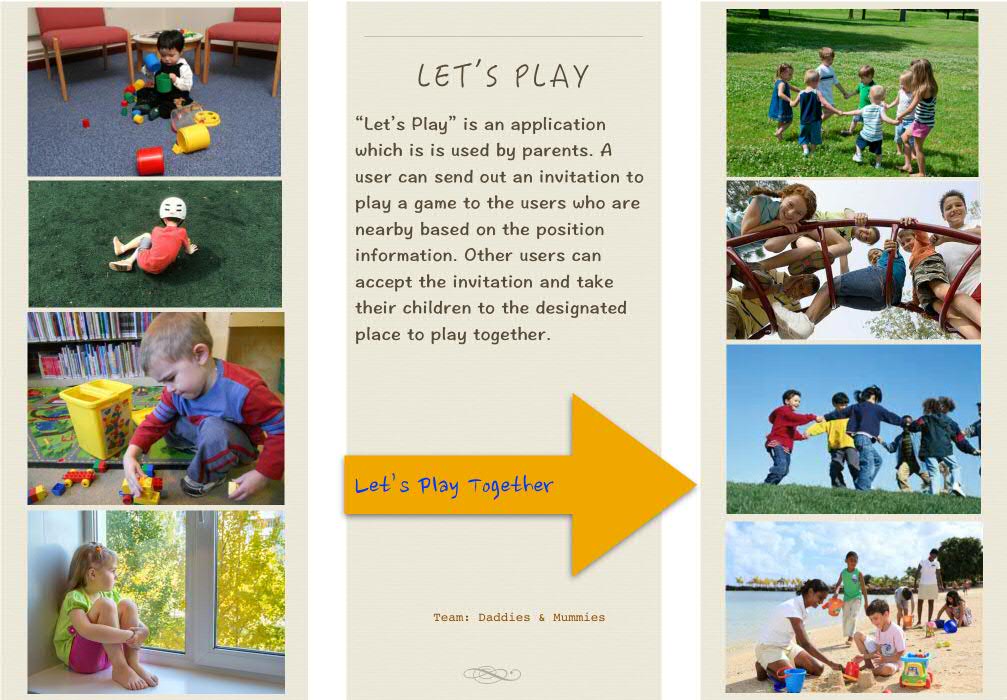 LET'S PLAY
“Let's Play” is an application
which is is used by parents. A
user can send out an invitation to
play a game to the users who are
nearby based on the position
information. Other users can
accept the invitation and take
their children to the designated
place to play together.
Let's Play Together
Team: Daddies & Mummies